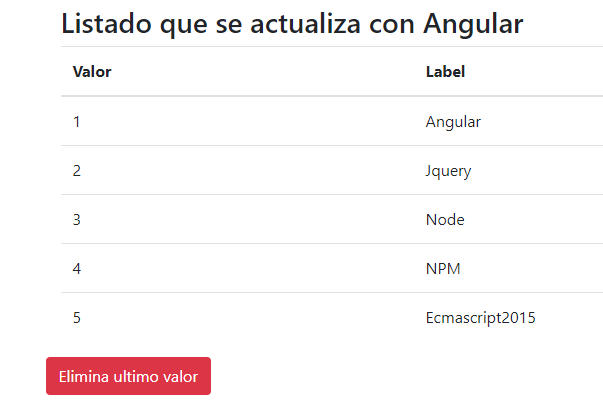 Listado que se actualiza con Angular
Valor Label
1 Angular
2 Jquery
3 Node
4 NPM
5 Ecmascript2015
Elimina ultimo valor